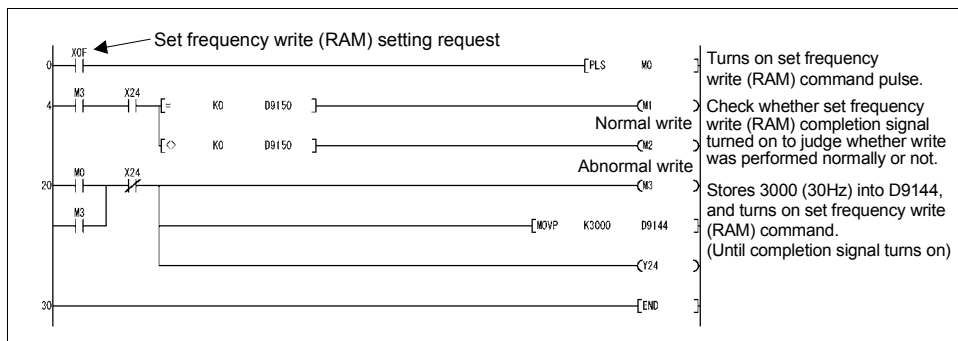 Set frequency write (RAM) setting request
X0F
0
PLS M0
Turns on set frequency
write (RAM) command pulse.
M3 X24
4
= K0 D9150
M1
Normal write
<> K0 D9150
M2
Abnormal write
Check whether set frequency
write (RAM) completion signal
turned on to judge whether write
was performed normally or not.
M0 X24
20
M3
M3
MOVP K3000 D9144
Y24
Stores 3000 (30Hz) into D9144,
and turns on set frequency write
(RAM) command.
(Until completion signal turns on)
30
END